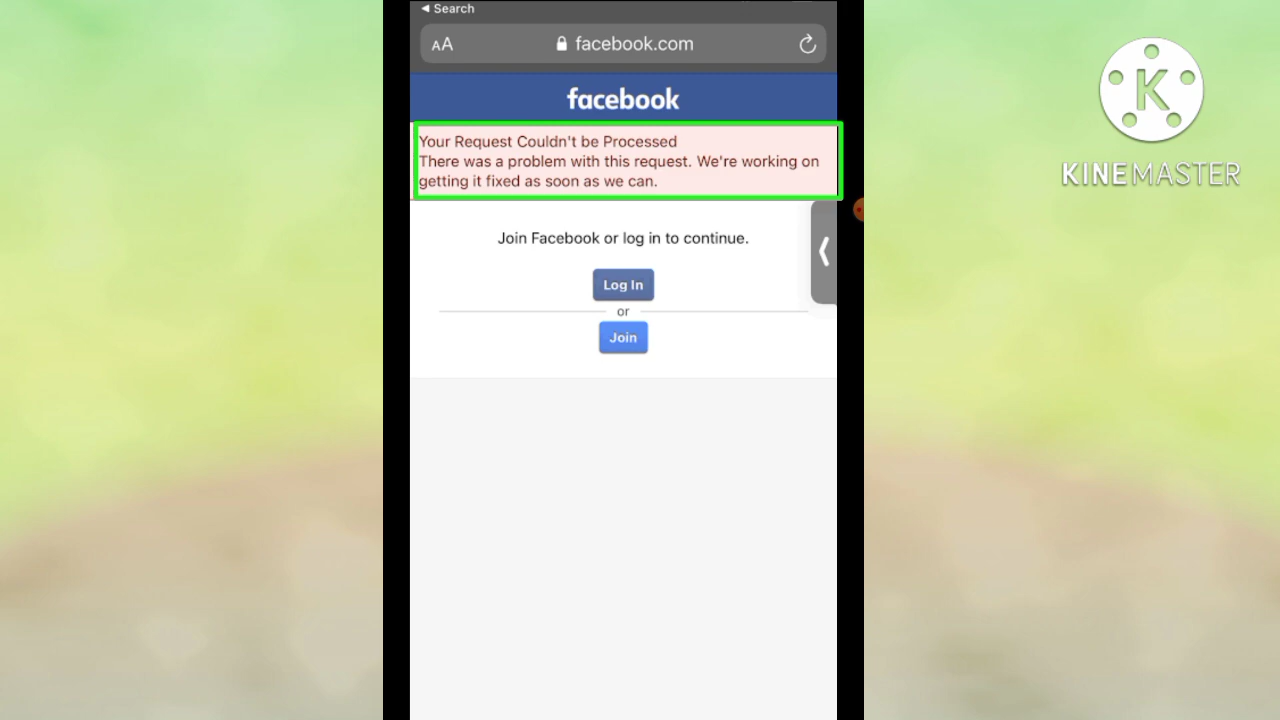 ◀ Search
AA facebook.com
facebook
Your Request Couldn't be Processed
There was a problem with this request. We're working on
getting it fixed as soon as we can.
Join Facebook or log in to continue.
Log In
or
Join
K
KINEMASTER